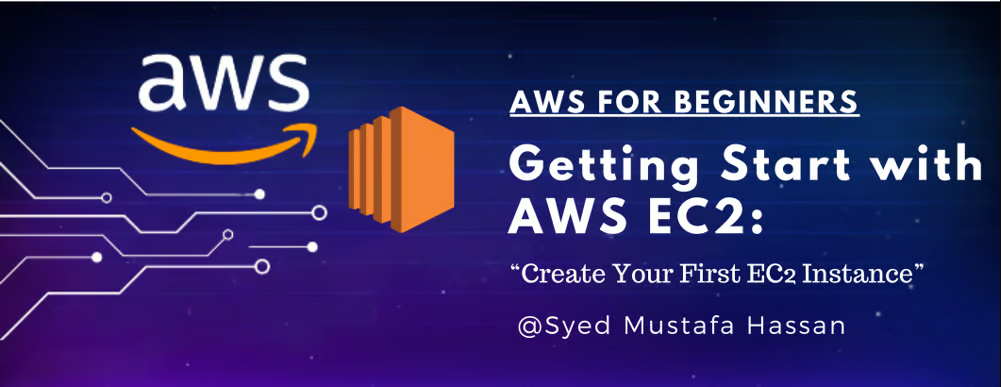 aws
AWS FOR BEGINNERS
Getting Start with
AWS EC2:
“Create Your First EC2 Instance”
@Syed Mustafa Hassan